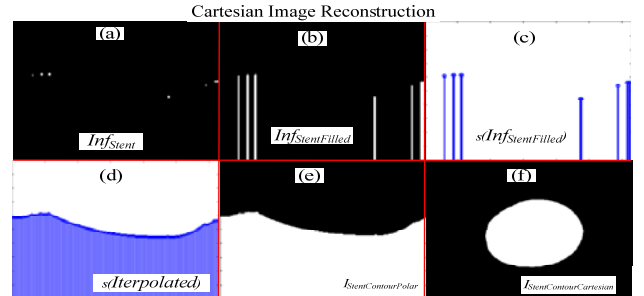 Cartesian Image Reconstruction
(a)
(b)
(c)
Inf_Stent
Inf_StentFilled
s(Inf_StentFilled)
(d)
(e)
(f)
s(Iterpolated)
I_StentContourPolar
I_StentContourCartesian